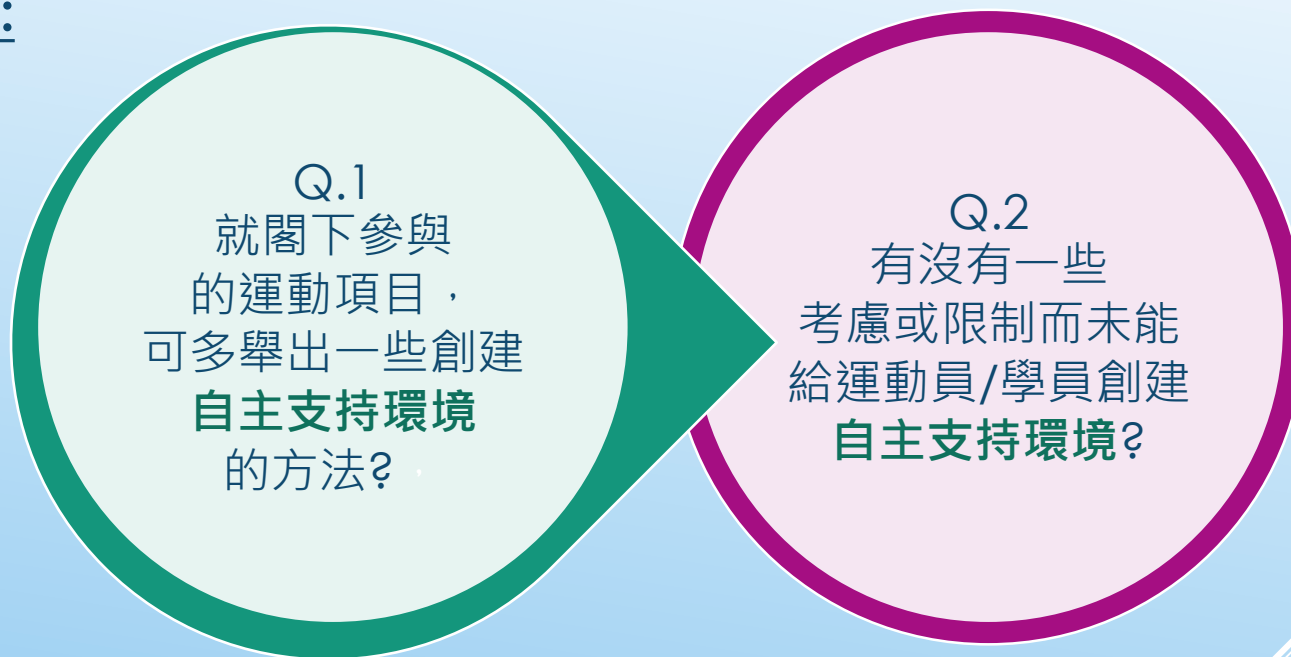 :
Q.1
就閣下參與
的運動項目，
可多舉出一些創建
自主支持環境
的方法?
Q.2
有沒有一些
考慮或限制而未能
給運動員/學員創建
自主支持環境?